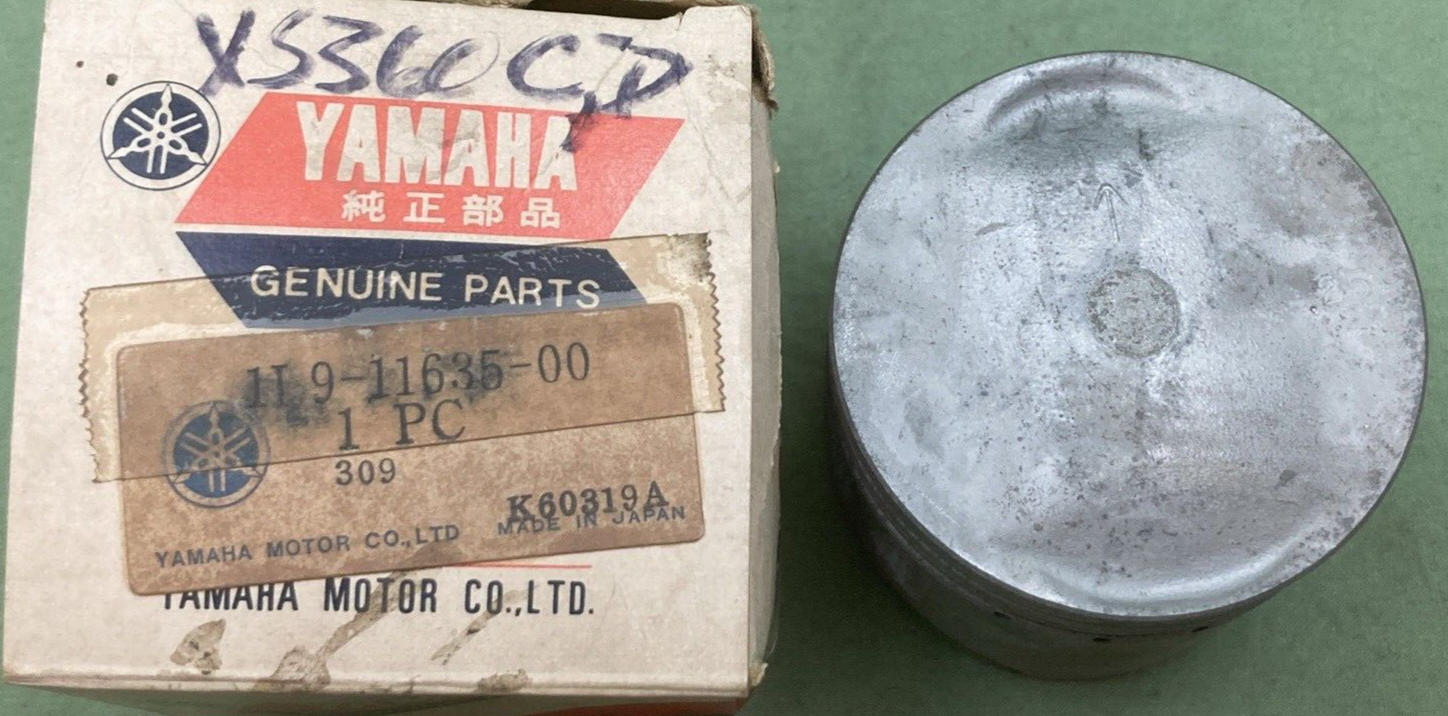 XS360 C,D
YAMAHA
純正部品
GENUINE PARTS
1L9-11635-00
1 PC
309
K60319A
MADE IN JAPAN
YAMAHA MOTOR CO.,LTD
YAMAHA MOTOR CO.,LTD.